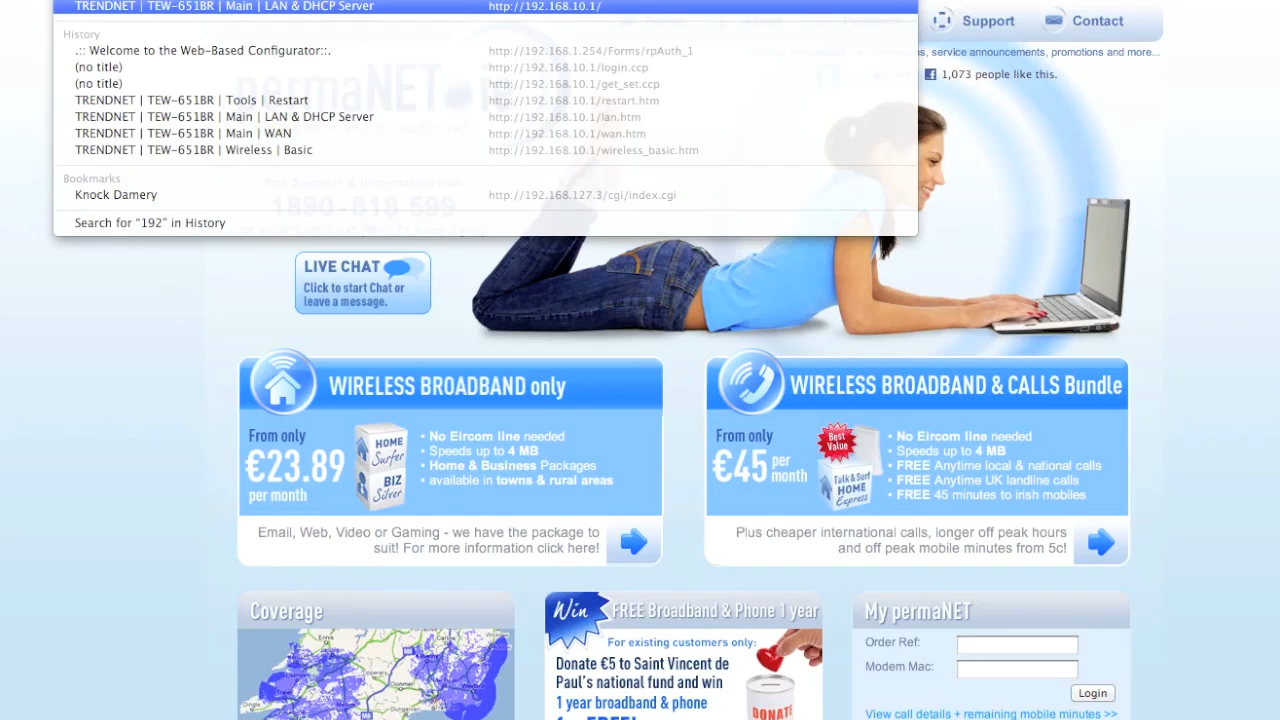 TRENDNET | TEW-651BR | Main | LAN & DHCP Server http://192.168.10.1/
Support
Contact
History
.:: Welcome to the Web-Based Configurator::. http://192.168.1.254/Forms/rpAuth_1
s, service announcements, promotions and more...
(no title) http://192.168.10.1/login.ccp
1,073 people like this.
(no title) http://192.168.10.1/get_set.ccp
TRENDNET | TEW-651BR | Tools | Restart http://192.168.10.1/restart.htm
TRENDNET | TEW-651BR | Main | LAN & DHCP Server http://192.168.10.1/lan.htm
TRENDNET | TEW-651BR | Main | WAN http://192.168.10.1/wan.htm
TRENDNET | TEW-651BR | Wireless | Basic http://192.168.10.1/wireless_basic.htm
Bookmarks
Knock Damery http://192.168.127.3/cgi/index.cgi
Search for "192" in History
permaNET
For Support & Information call
1890-818 599
LIVE CHAT
Click to start Chat or
leave a message.
WIRELESS BROADBAND only
From only
€23.89
per month
HOME
Surfer
BIZ
Silver
• No Eircom line needed
• Speeds up to 4 MB
• Home & Business Packages
• available in towns & rural areas
Email, Web, Video or Gaming - we have the package to
suit! For more information click here!
WIRELESS BROADBAND & CALLS Bundle
From only
€45 per month
Best
Value
Talk & Surf
HOME
Express
• No Eircom line needed
• Speeds up to 4 MB
• FREE Anytime local & national calls
• FREE Anytime UK landline calls
• FREE 45 minutes to irish mobiles
Plus cheaper international calls, longer off peak hours
and off peak mobile minutes from 5c!
Coverage
Win FREE Broadband & Phone 1 year
For existing customers only:
Donate €5 to Saint Vincent de
Paul's national fund and win
1 year broadband & phone
for FREE!
DONATE
My permaNET
Order Ref:
Modem Mac:
Login
View call details + remaining mobile minutes >>